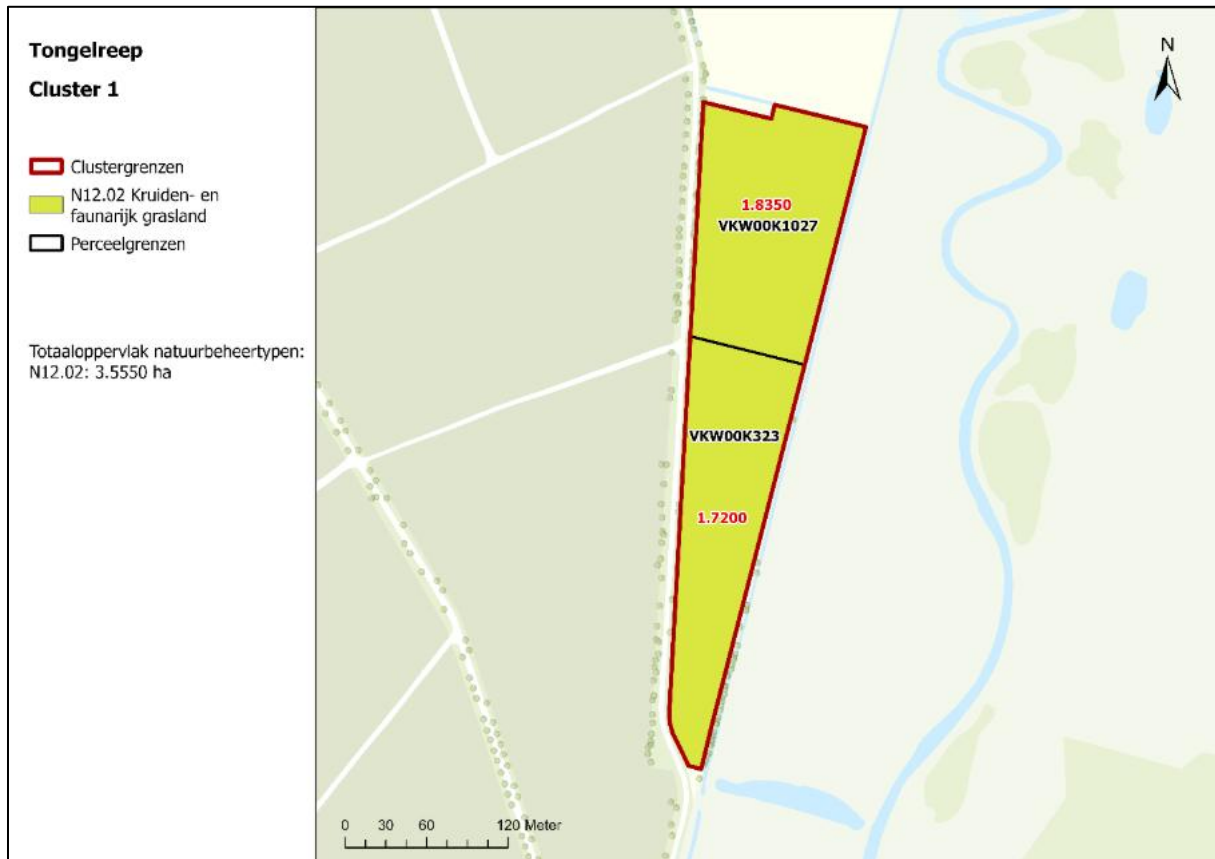 Tongelreep
Cluster 1
Clustergrenzen
N12.02 Kruiden- en
faunarijk grasland
Perceelgrenzen
Totaaloppervlak natuurbeheertypen:
N12.02: 3.5550 ha
N
1.8350
VKW00K1027
VKW00K323
1.7200
0 30 60 120 Meter